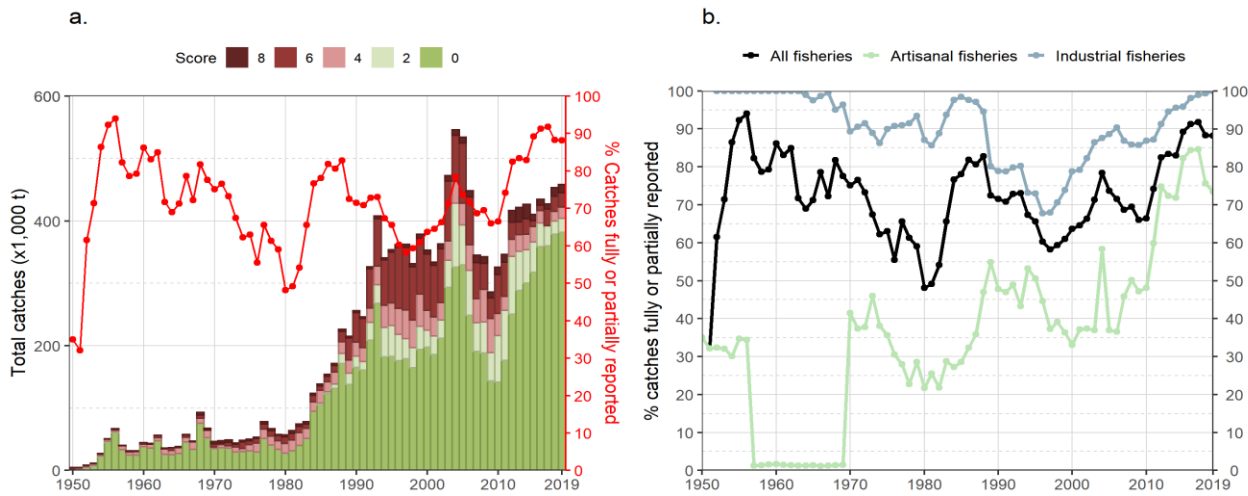 a.
Score 8 6 4 2 0
Total catches (x1,000 t)
600
400
200
0
% Catches fully or partially reported
100
90
80
70
60
50
40
30
20
10
0
1950 1960 1970 1980 1990 2000 2010 2019
b.
All fisheries Artisanal fisheries Industrial fisheries
% catches fully or partially reported
100 100
90 90
80 80
70 70
60 60
50 50
40 40
30 30
20 20
10 10
0 0
1950 1960 1970 1980 1990 2000 2010 2019